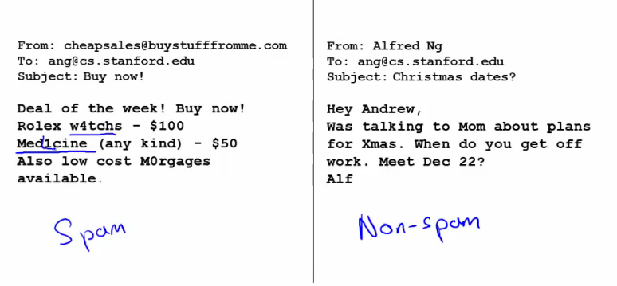 From: cheapsales@buystufffromme.com
To: ang@cs.stanford.edu
Subject: Buy now!
Deal of the week! Buy now!
Rolex w4tchs - $100
Med1cine (any kind) - $50
Also low cost M0rgages
available.
Spam
From: Alfred Ng
To: ang@cs.stanford.edu
Subject: Christmas dates?
Hey Andrew,
Was talking to Mom about plans
for Xmas. When do you get off
work. Meet Dec 22?
Alf
Non-spam